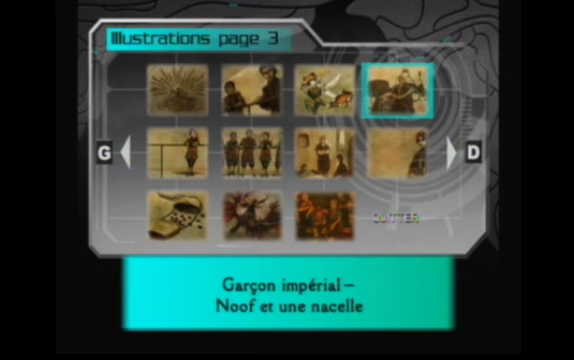 Illustrations page 3
G
D
QUITTER
Garçon impérial –
Noof et une nacelle